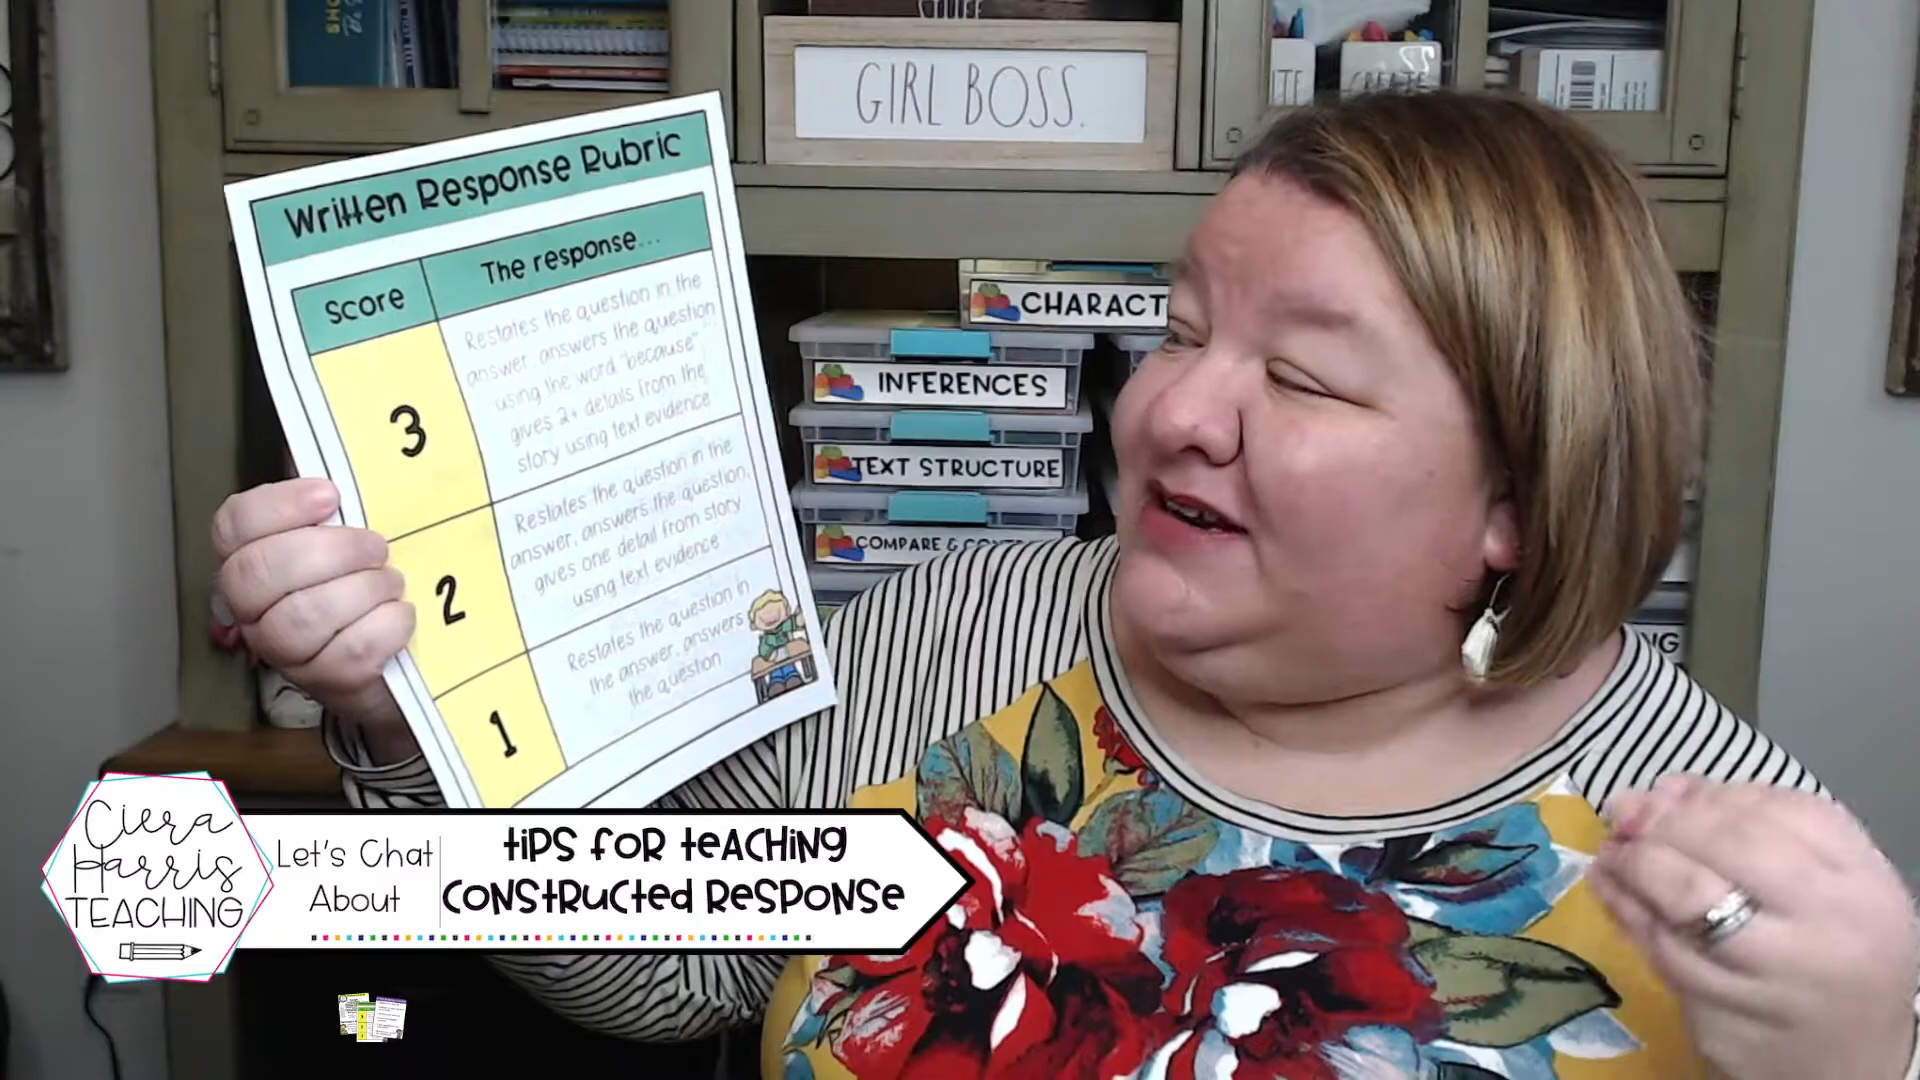 GIRL BOSS.
CREATE
Written Response Rubric
Score
The response...
3
Restates the question in the
answer, answers the question
using the word "because"
gives 2+ details from the
story using text evidence
2
Restates the question in the
answer, answers the question,
gives one detail from story
using text evidence
1
Restates the question in
the answer, answers
the question
CHARACT
INFERENCES
TEXT STRUCTURE
COMPARE &
Ciera
Harris
TEACHING
Let's Chat
About
tips for teaching
constructed response